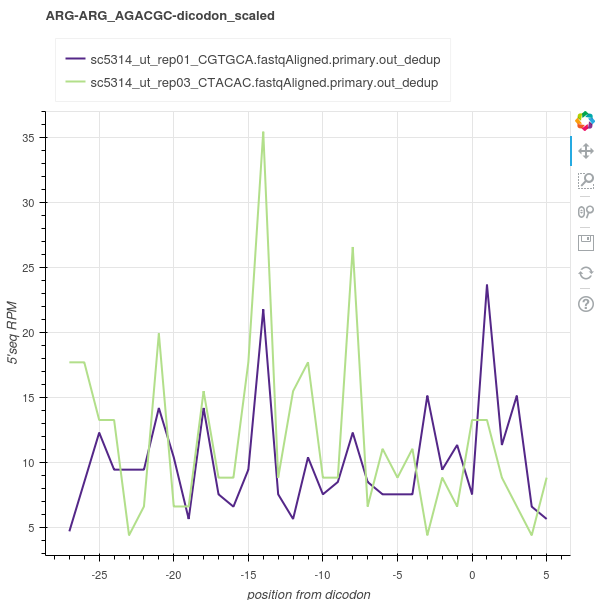 ARG-ARG_AGACGC-dicodon_scaled
sc5314_ut_rep01_CGTGCA.fastqAligned.primary.out_dedup
sc5314_ut_rep03_CTACAC.fastqAligned.primary.out_dedup
35
30
25
20
15
10
5
5'seq RPM
-25
-20
-15
-10
-5
0
5
position from dicodon